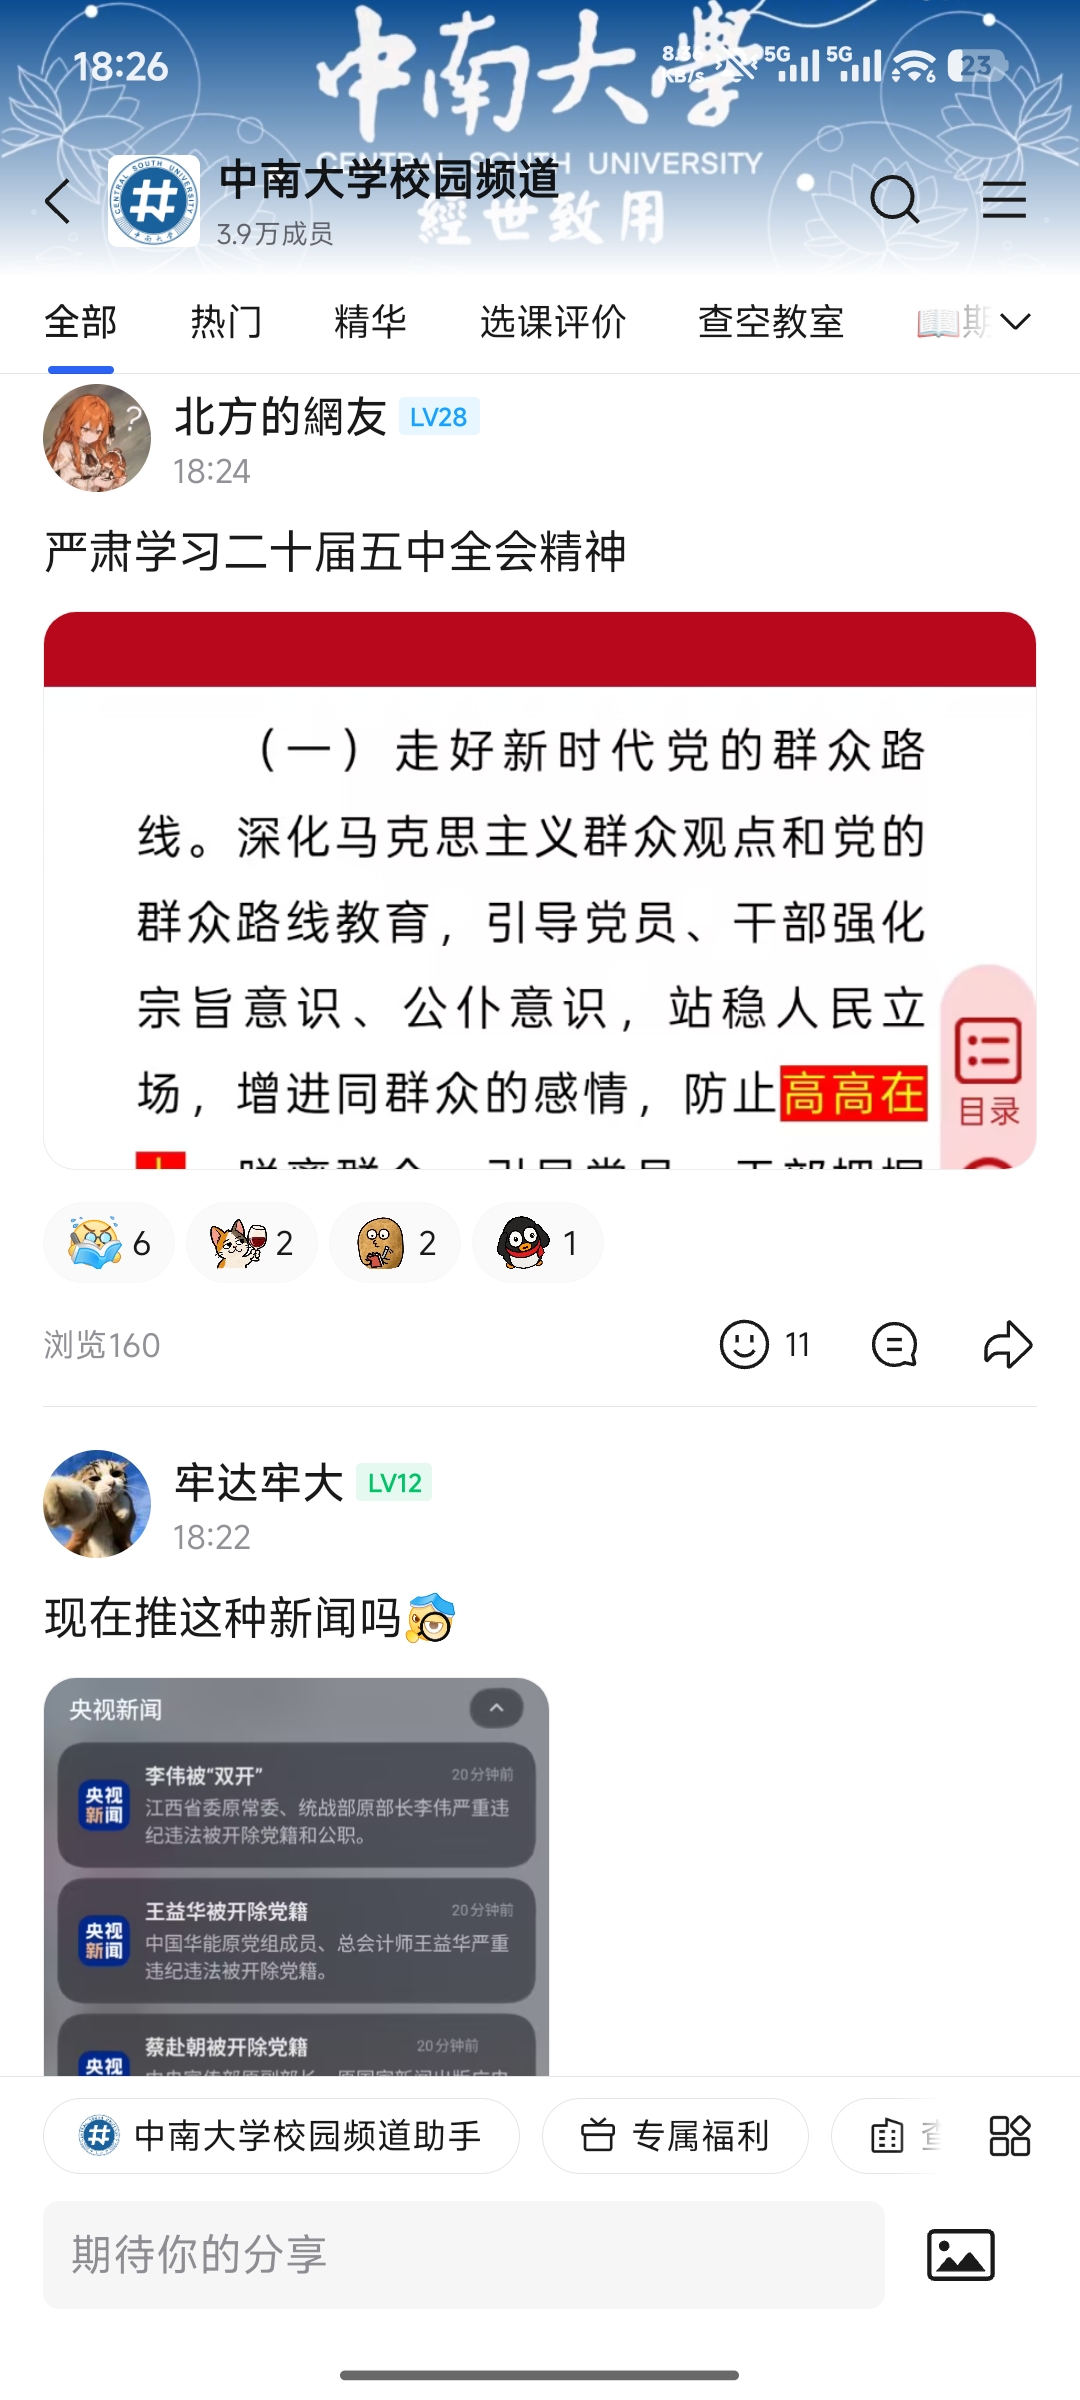 中南大學
18:26
8.30 KB/s 5G 5G 6 23
CENTRAL SOUTH UNIVERSITY
中南大学校园频道
3.9万成员
經世致用
全部 热门 精华 选课评价 查空教室 期
北方的網友 LV28
18:24
严肃学习二十届五中全会精神
（一）走好新时代党的群众路
线。深化马克思主义群众观点和党的
群众路线教育，引导党员、干部强化
宗旨意识、公仆意识，站稳人民立
场，增进同群众的感情，防止高高在
目录
6 2 2 1
浏览160 11
牢达牢大 LV12
18:22
现在推这种新闻吗
央视新闻
李伟被“双开” 20分钟前
央视新闻
江西省委原常委、统战部原部长李伟严重违
纪违法被开除党籍和公职。
王益华被开除党籍 20分钟前
央视新闻
中国华能原党组成员、总会计师王益华严重
违纪违法被开除党籍。
蔡赴朝被开除党籍 20分钟前
央视
中南大学校园频道助手 专属福利 查
期待你的分享